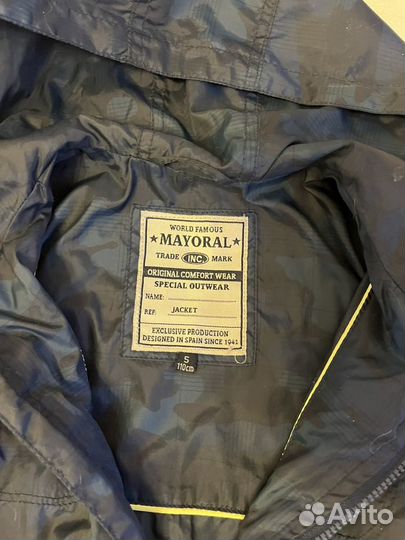 WORLD FAMOUS
★ MAYORAL ★
TRADE INC MARK
ORIGINAL COMFORT WEAR
SPECIAL OUTWEAR
NAME:
REF: JACKET
EXCLUSIVE PRODUCTION
DESIGNED IN SPAIN SINCE 1941
5
110cm
Avito